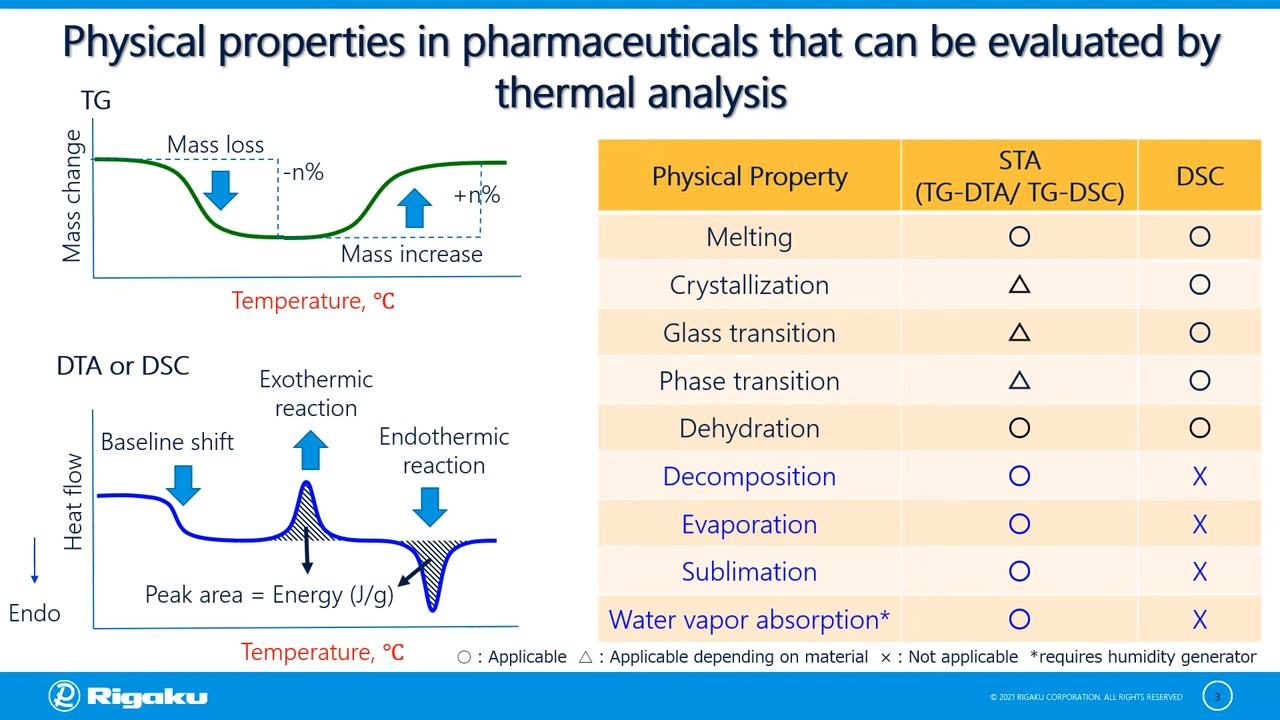 Physical properties in pharmaceuticals that can be evaluated by
thermal analysis
TG
Mass change
Mass loss
-n%
+n%
Mass increase
Temperature, ℃
DTA or DSC
Heat flow
Endo
Baseline shift
Exothermic
reaction
Endothermic
reaction
Peak area = Energy (J/g)
Temperature, ℃
Physical Property STA (TG-DTA/ TG-DSC) DSC
Melting ○ ○
Crystallization △ ○
Glass transition △ ○
Phase transition △ ○
Dehydration ○ ○
Decomposition ○ X
Evaporation ○ X
Sublimation ○ X
Water vapor absorption* ○ X
○ : Applicable △ : Applicable depending on material × : Not applicable *requires humidity generator
Rigaku
© 2021 RIGAKU CORPORATION. ALL RIGHTS RESERVED
3